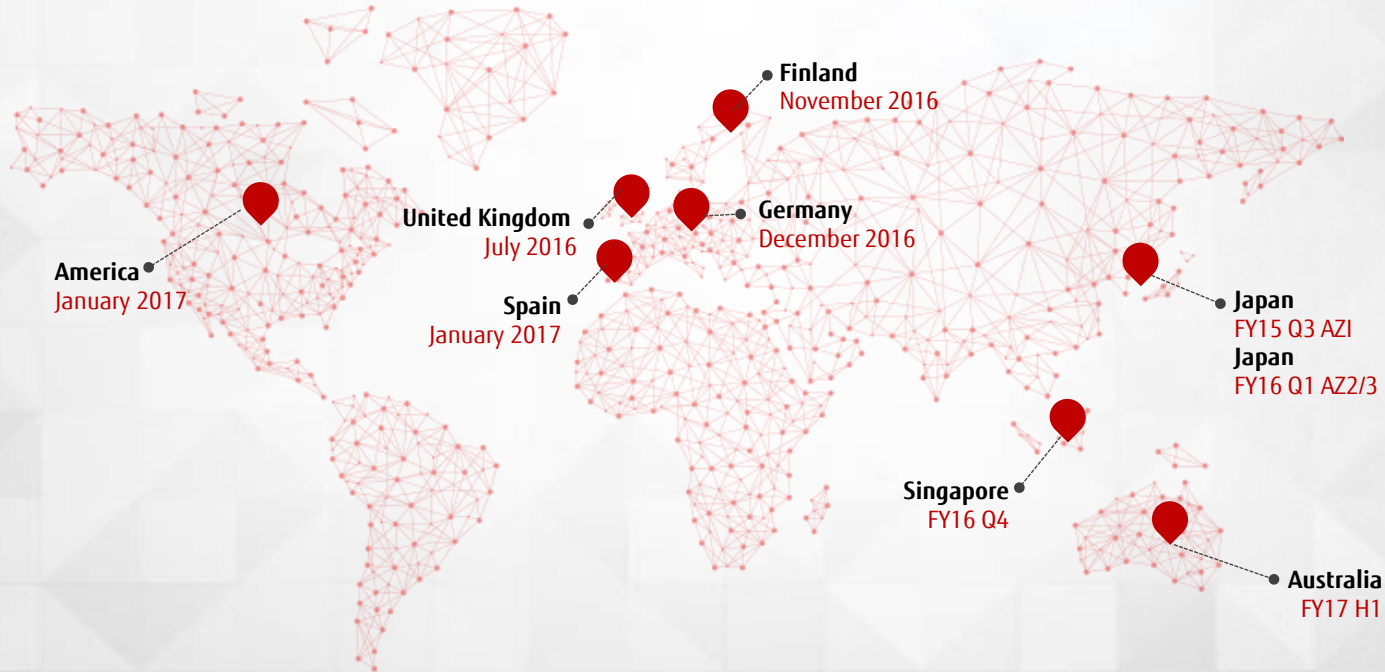 Finland
November 2016
United Kingdom
July 2016
Germany
December 2016
America
January 2017
Spain
January 2017
Japan
FY15 Q3 AZI
Japan
FY16 Q1 AZ2/3
Singapore
FY16 Q4
Australia
FY17 H1